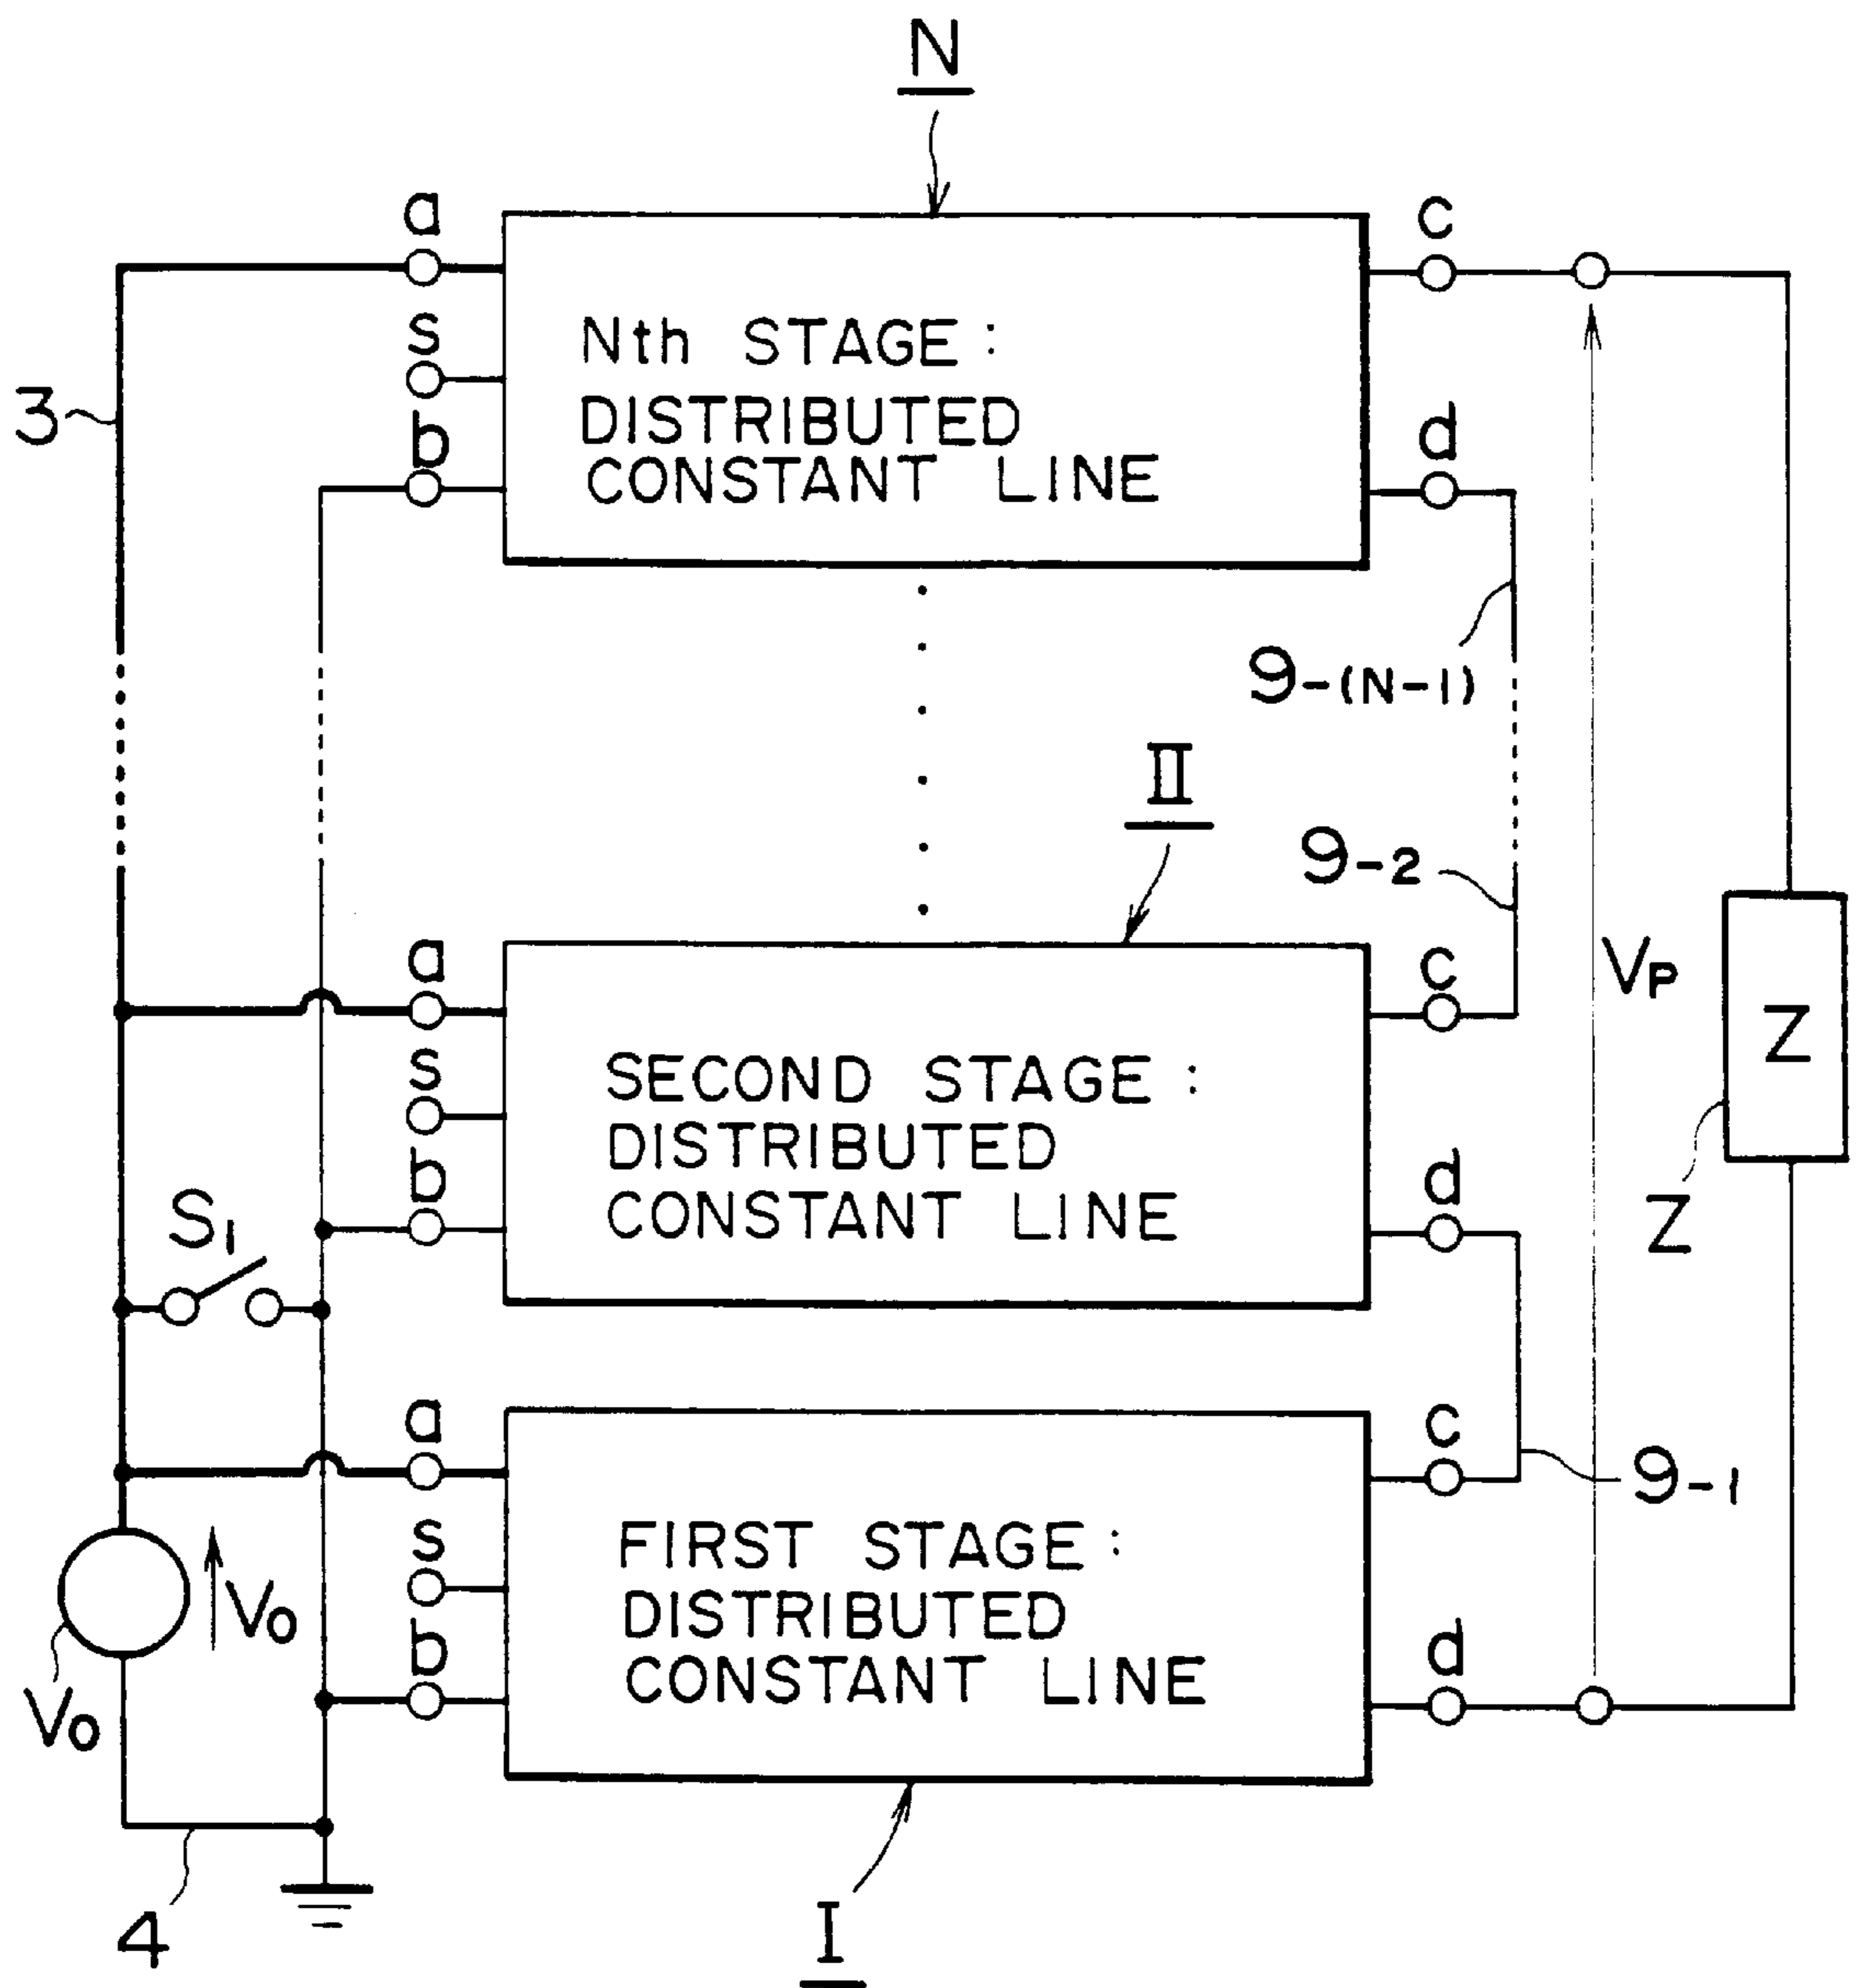 N
a
c
s
Nth STAGE :
3
DISTRIBUTED
b
d
CONSTANT LINE
9-(N-1)
II
9-2
a
c
VP
Z
s
SECOND STAGE :
DISTRIBUTED
b
d
S1
CONSTANT LINE
Z
a
c
9-1
s
FIRST STAGE :
V0
DISTRIBUTED
b
d
CONSTANT LINE
V0
4
I